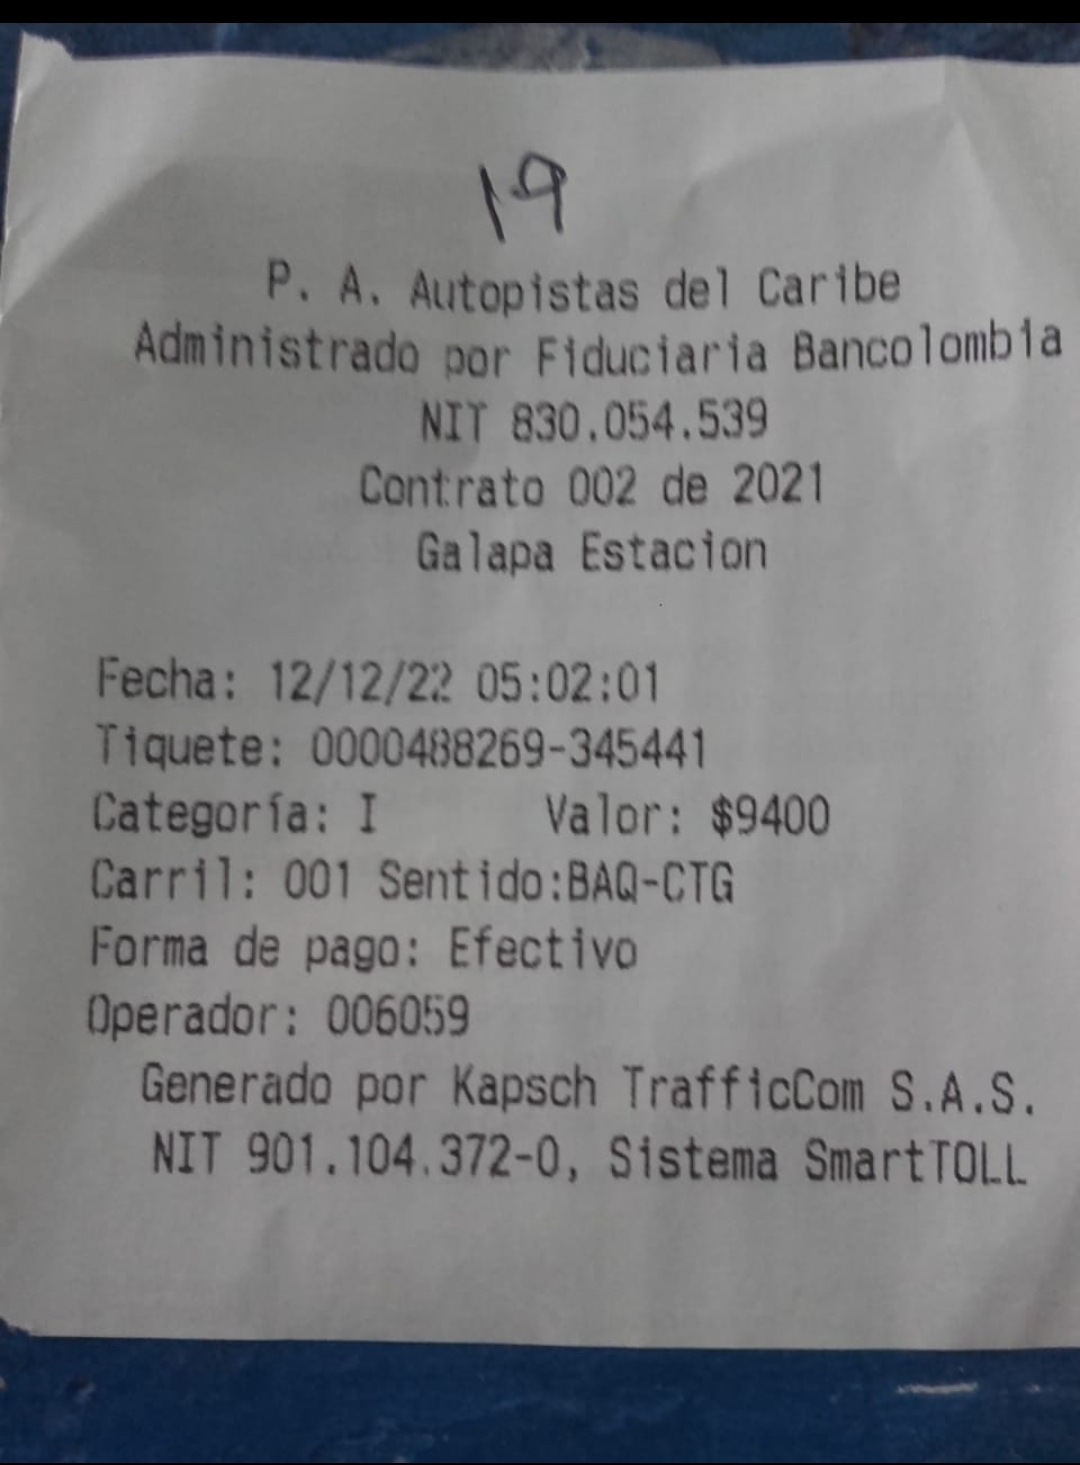 19
P. A. Autopistas del Caribe
Administrado por Fiduciaria Bancolombia
NIT 830.054.539
Contrato 002 de 2021
Galapa Estacion
Fecha: 12/12/22 05:02:01
Tiquete: 0000488269-345441
Categoría: I Valor: $9400
Carril: 001 Sentido:BAQ-CTG
Forma de pago: Efectivo
Operador: 006059
Generado por Kapsch TrafficCom S.A.S.
NIT 901.104.372-0, Sistema SmartTOLL